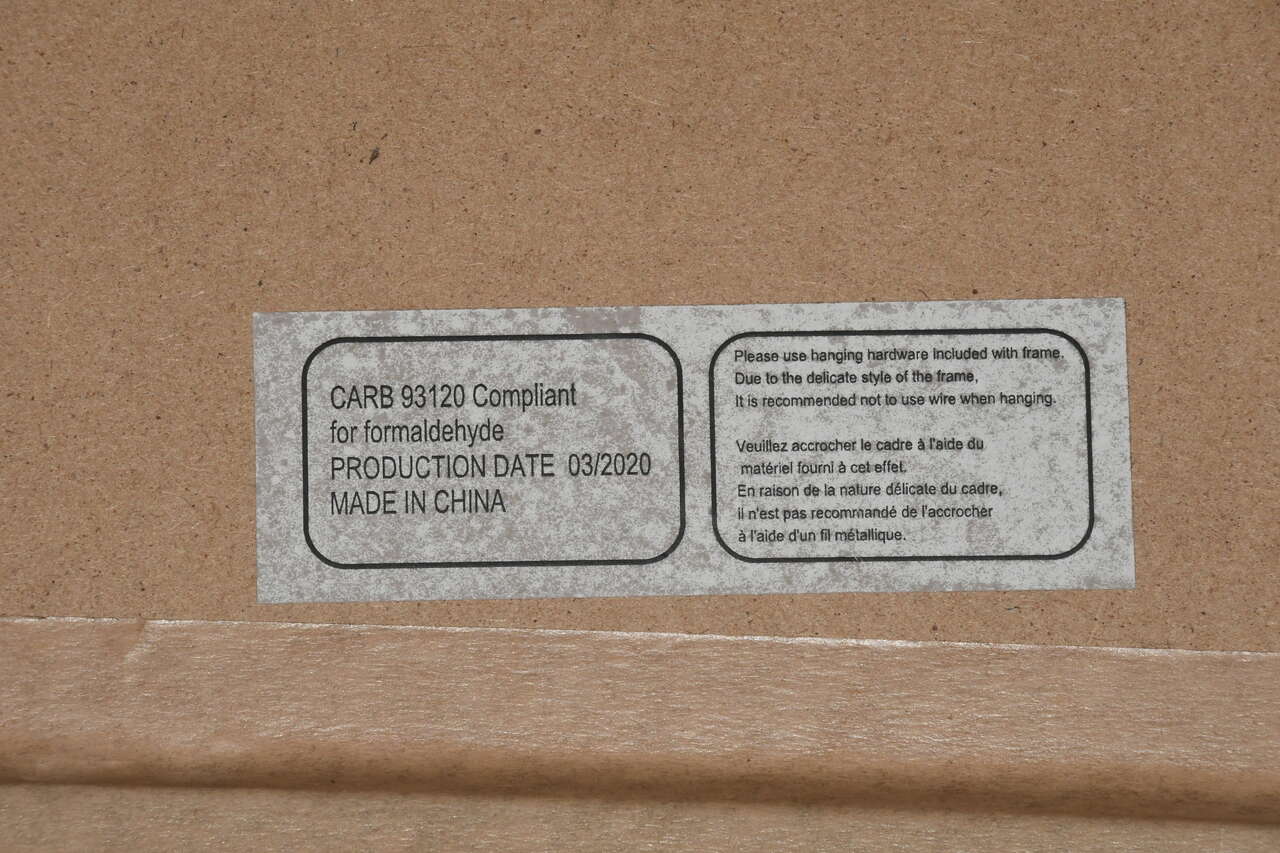 CARB 93120 Compliant
for formaldehyde
PRODUCTION DATE 03/2020
MADE IN CHINA
Please use hanging hardware included with frame.
Due to the delicate style of the frame,
It is recommended not to use wire when hanging.
Veuillez accrocher le cadre à l'aide du
matériel fourni à cet effet.
En raison de la nature délicate du cadre,
il n'est pas recommandé de l'accrocher
à l'aide d'un fil métallique.